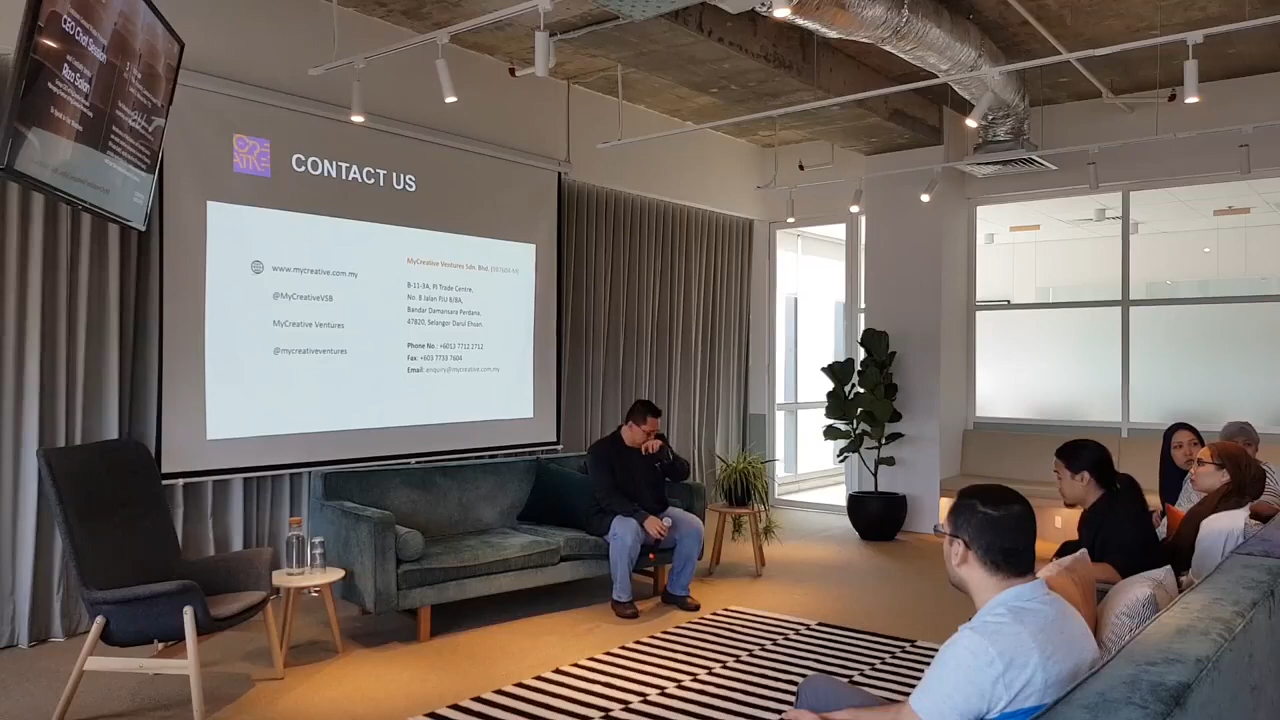 CEO Chat Session
Riza Salon
CONTACT US
www.mycreative.com.my
@MyCreativeVSB
MyCreative Ventures
@mycreativeventures
MyCreative Ventures Sdn. Bhd.
B-11-3A, PJ Trade Centre,
No. 8 Jalan PJU 8/8A,
Bandar Damansara Perdana,
47820, Selangor Darul Ehsan.
Phone No.: +6013 7712 2712
Fax: +603 7733 7604
Email: enquiry@mycreative.com.my